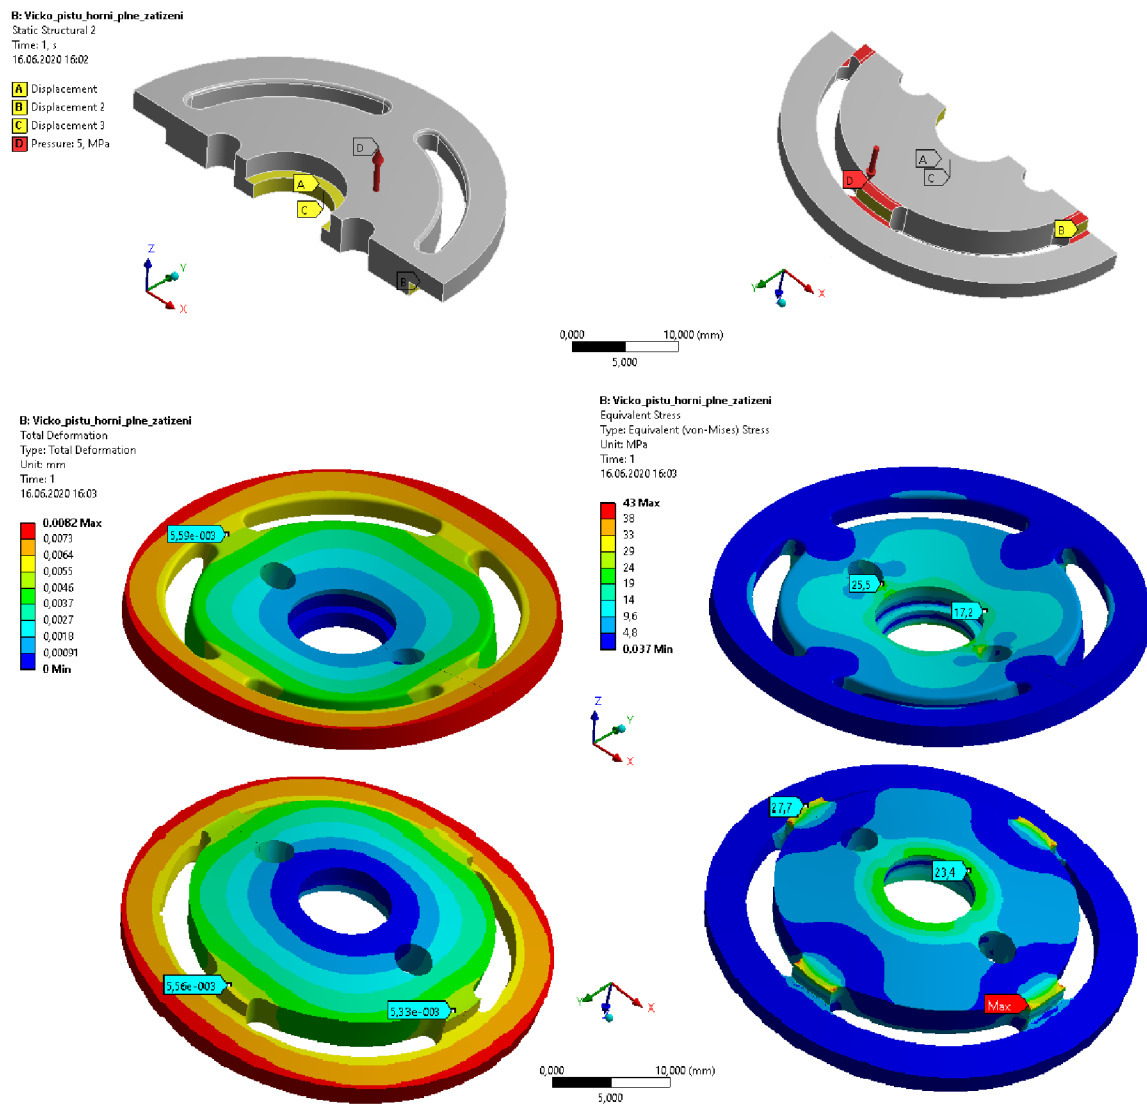 B: Vicko_pistu_horni_plne_zatizeni
Static Structural 2
Time: 1, s
16.06.2020 16:02
A Displacement
B Displacement 2
C Displacement 3
D Pressure: 5, MPa
D
A
C
B
Z
Y
X
A
C
D
B
Y
X
0,000 10,000 (mm)
5,000
B: Vicko_pistu_horni_plne_zatizeni
Total Deformation
Type: Total Deformation
Unit: mm
Time: 1
16.06.2020 16:03
0,0082 Max
0,0073
0,0064
0,0055
0,0046
0,0037
0,0027
0,0018
0,00091
0 Min
5,59e-003
B: Vicko_pistu_horni_plne_zatizeni
Equivalent Stress
Type: Equivalent (von-Mises) Stress
Unit: MPa
Time: 1
16.06.2020 16:03
43 Max
38
33
29
24
19
14
9,6
4,8
0,037 Min
25,5
17,2
Z
Y
X
5,56e-003
5,33e-003
27,7
23,4
Max
Y
X
0,000 10,000 (mm)
5,000